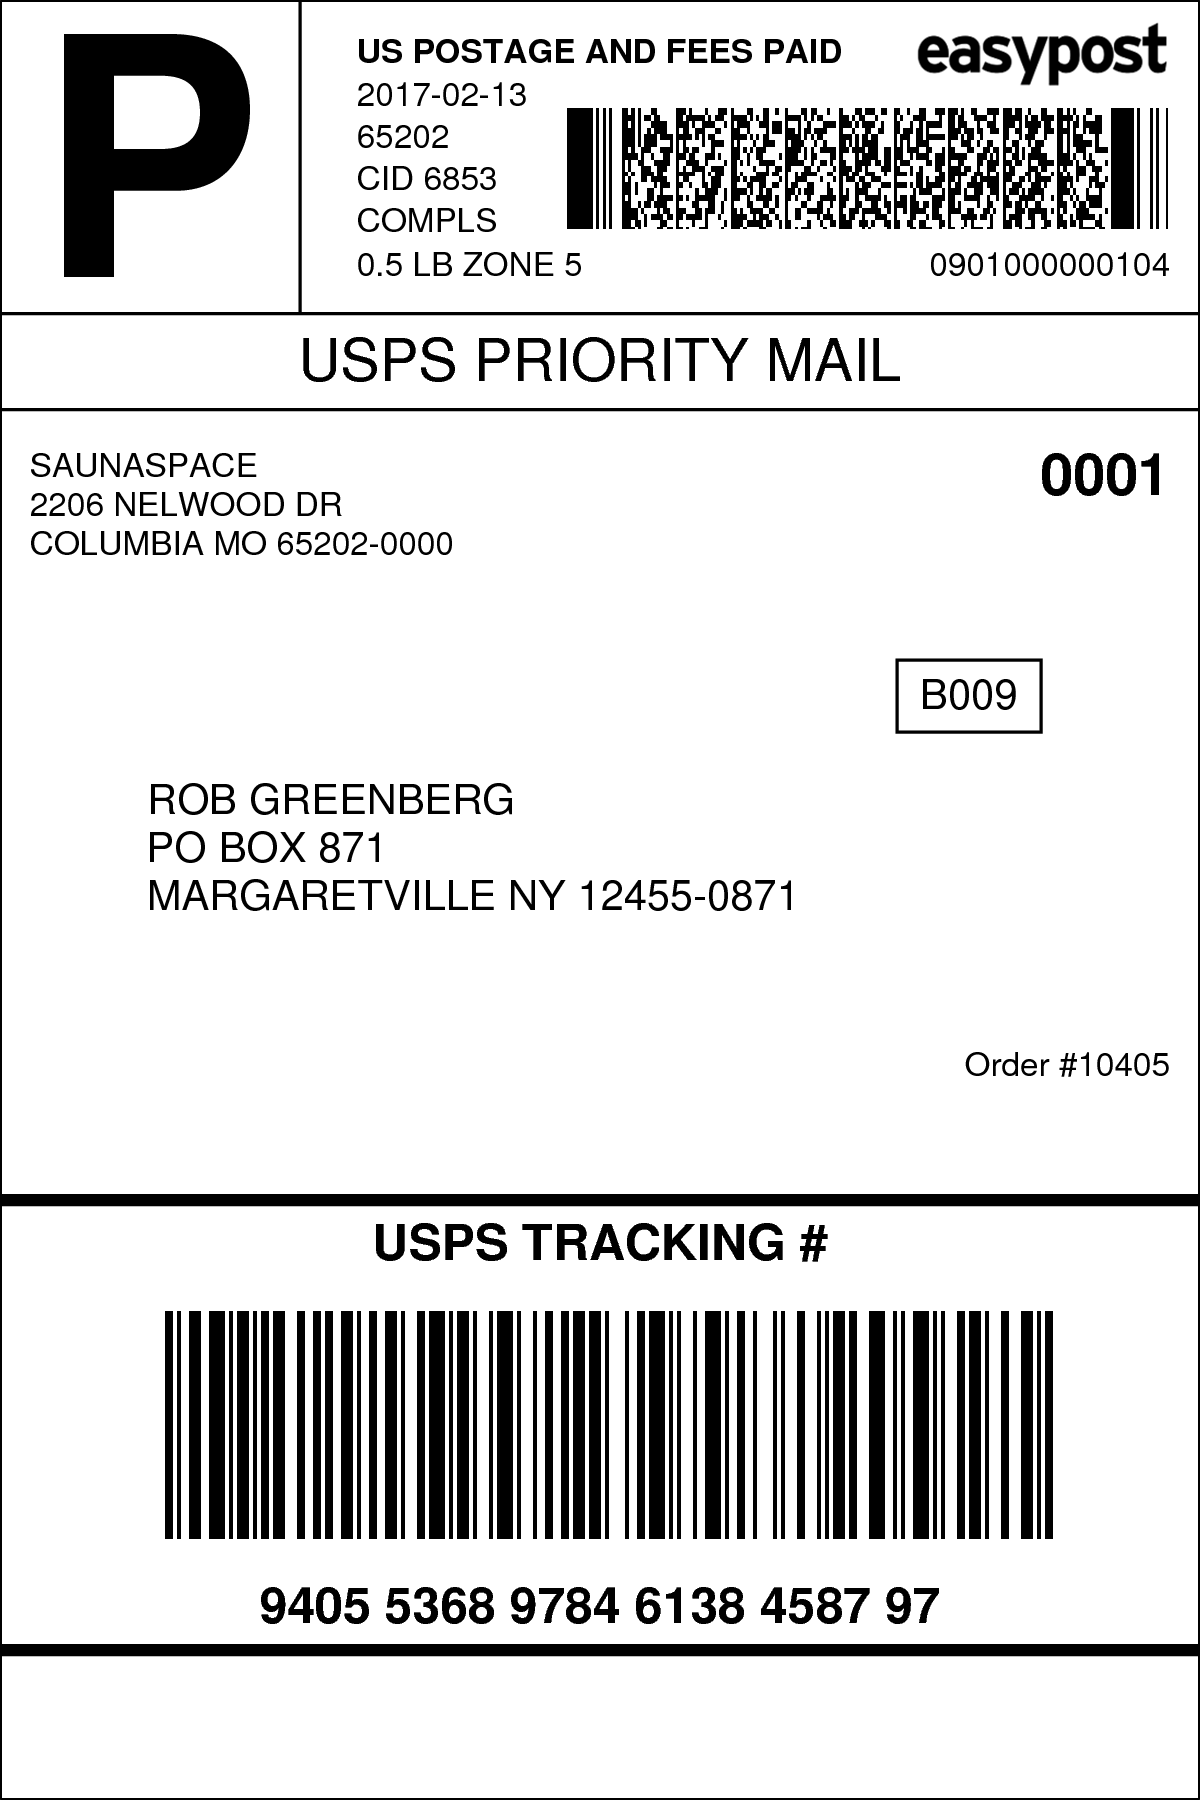 P
US POSTAGE AND FEES PAID
easypost
2017-02-13
65202
CID 6853
COMPLS
0.5 LB ZONE 5
0901000000104
USPS PRIORITY MAIL
SAUNASPACE
2206 NELWOOD DR
COLUMBIA MO 65202-0000
0001
B009
ROB GREENBERG
PO BOX 871
MARGARETVILLE NY 12455-0871
Order #10405
USPS TRACKING #
9405 5368 9784 6138 4587 97